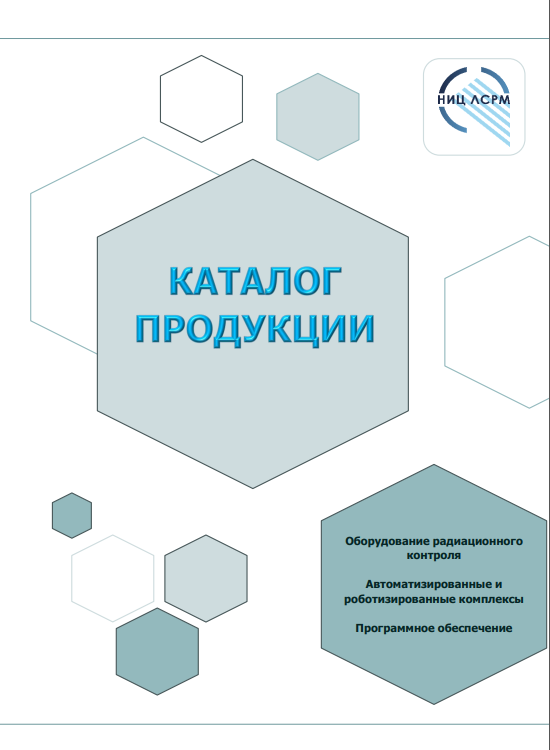 НИЦ ЛСРМ
КАТАЛОГ
ПРОДУКЦИИ
Оборудование радиационного
контроля
Автоматизированные и
роботизированные комплексы
Программное обеспечение